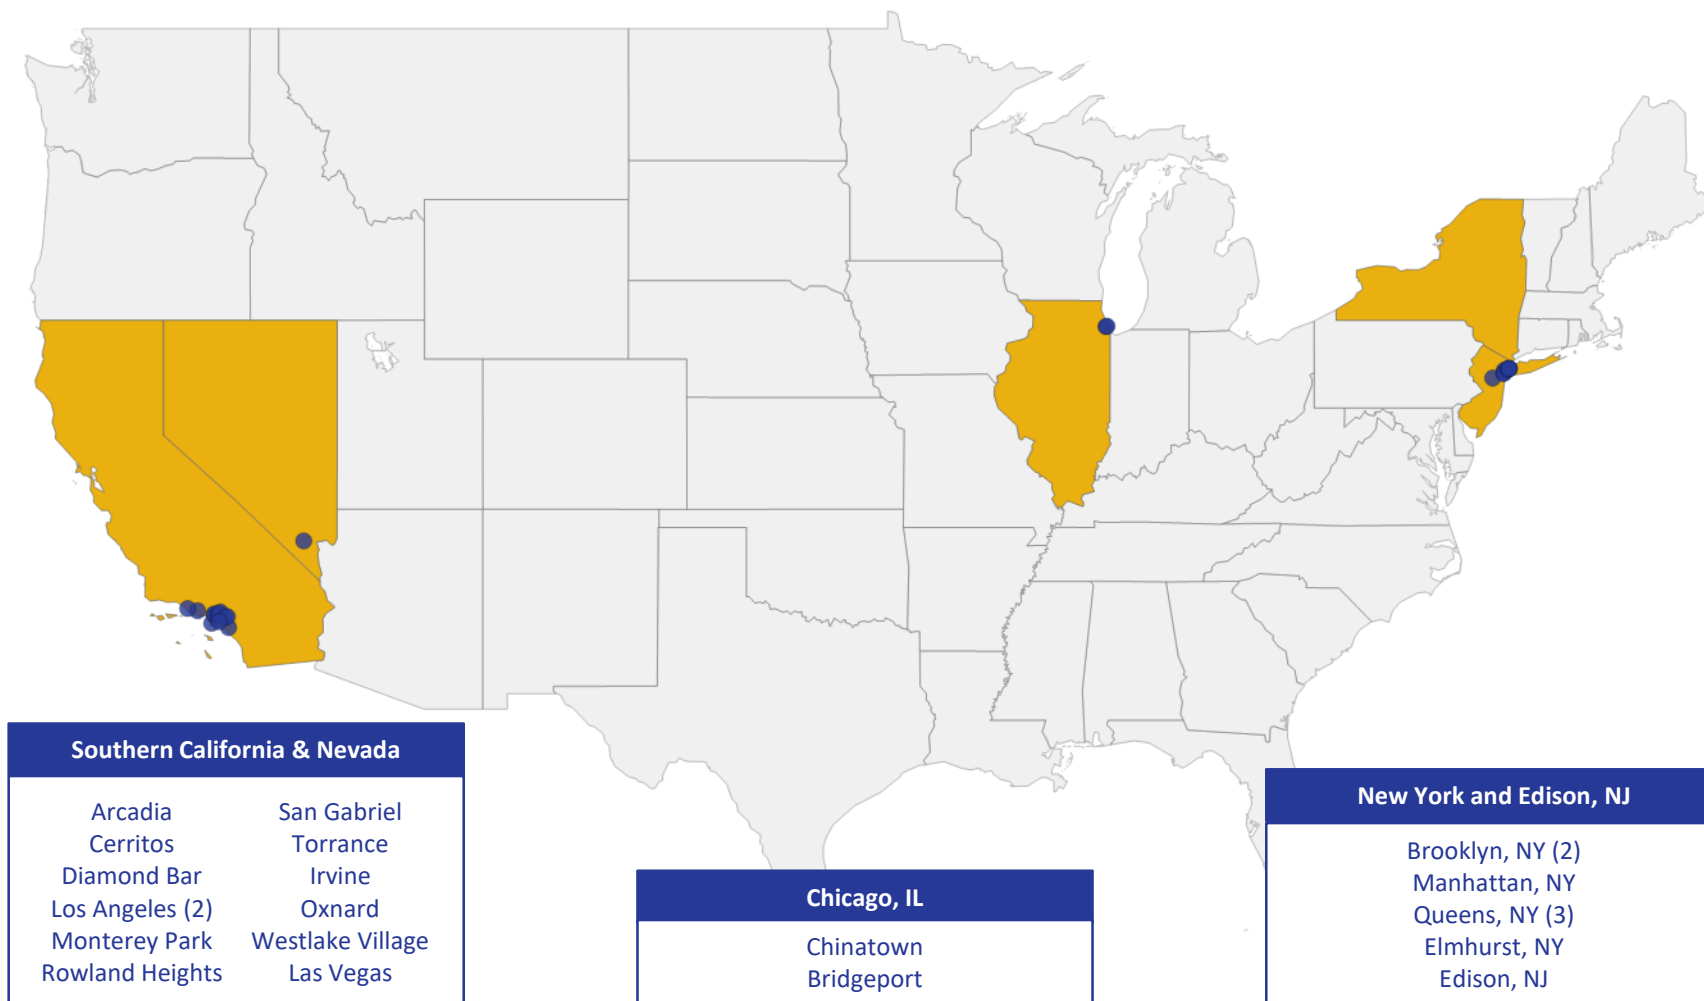 Southern California & Nevada
Arcadia
Cerritos
Diamond Bar
Los Angeles (2)
Monterey Park
Rowland Heights
San Gabriel
Torrance
Irvine
Oxnard
Westlake Village
Las Vegas
Chicago, IL
Chinatown
Bridgeport
New York and Edison, NJ
Brooklyn, NY (2)
Manhattan, NY
Queens, NY (3)
Elmhurst, NY
Edison, NJ